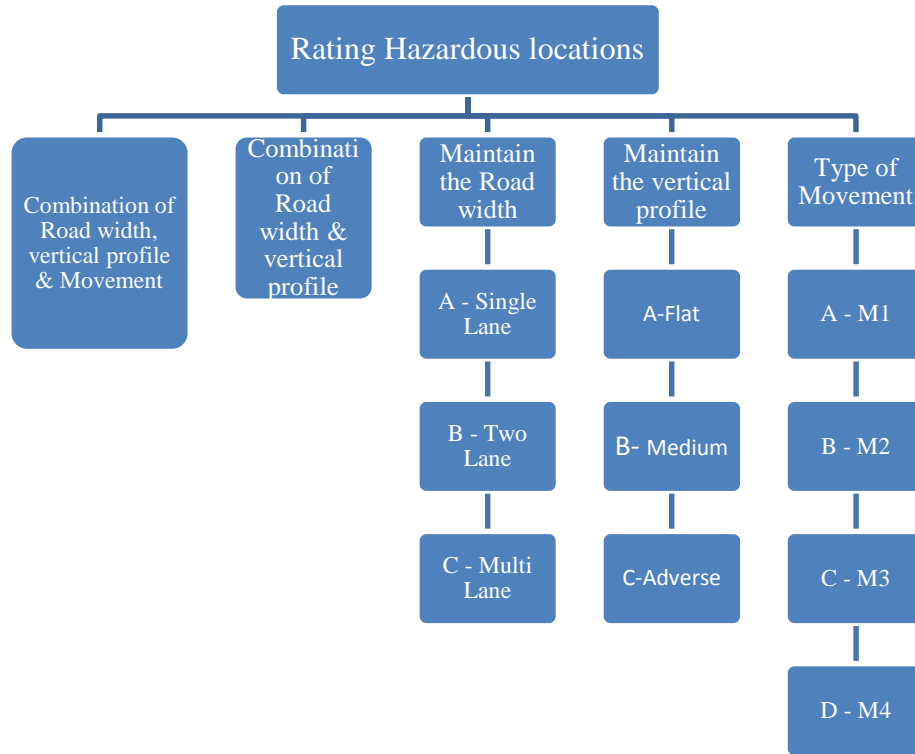 Rating Hazardous locations
Combination of
Road width,
vertical profile
& Movement
Combinati
on of
Road
width &
vertical
profile
Maintain
the Road
width
A - Single
Lane
B - Two
Lane
C - Multi
Lane
Maintain
the vertical
profile
A-Flat
B- Medium
C-Adverse
Type of
Movement
A - M1
B - M2
C - M3
D - M4